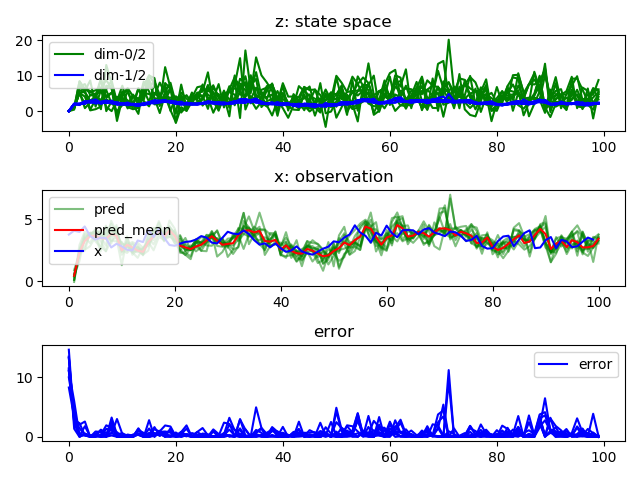 z: state space
20
10
0
dim-0/2
dim-1/2
0 20 40 60 80 100
x: observation
5
0
pred
pred_mean
x
0 20 40 60 80 100
error
10
0
error
0 20 40 60 80 100